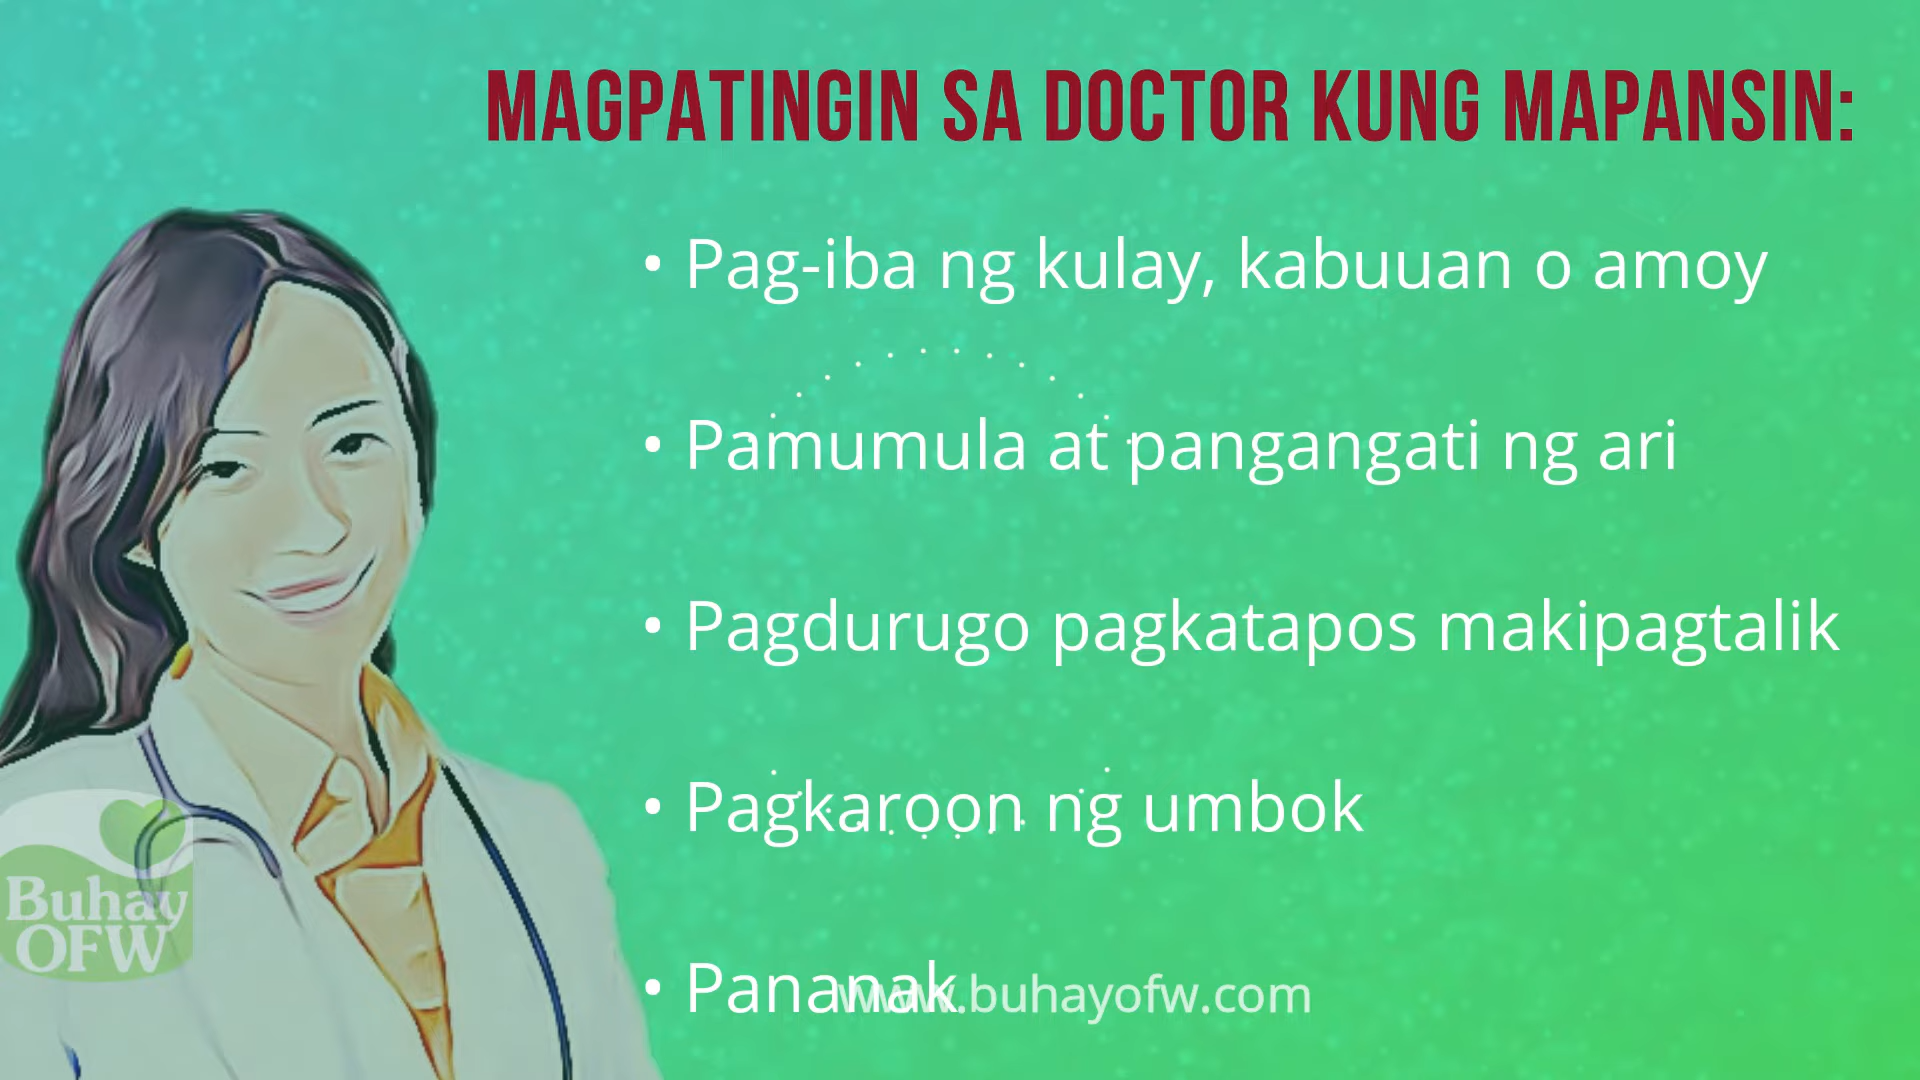 MAGPATINGIN SA DOCTOR KUNG MAPANSIN:
• Pag-iba ng kulay, kabuuan o amoy
• Pamumula at pangangati ng ari
• Pagdurugo pagkatapos makipagtalik
• Pagkaroon ng umbok
• Pananak
www.buhayofw.com
Buhay
OFW